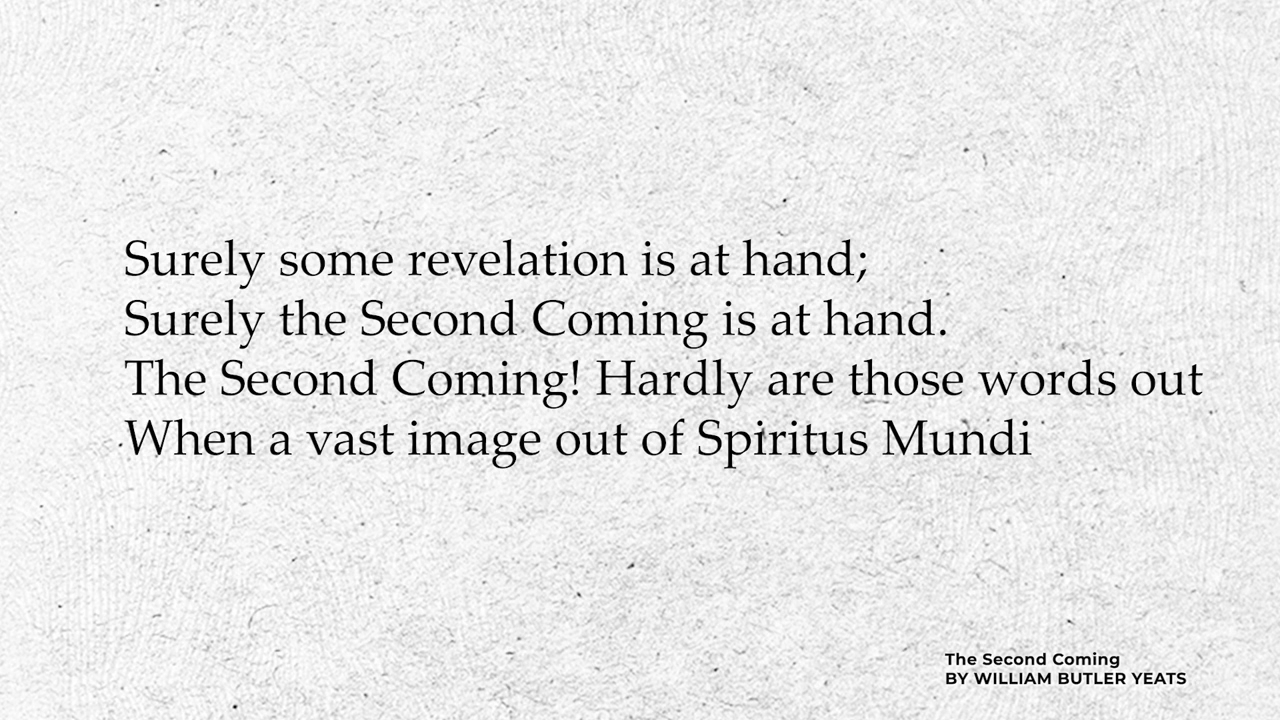 Surely some revelation is at hand;
Surely the Second Coming is at hand.
The Second Coming! Hardly are those words out
When a vast image out of Spiritus Mundi
The Second Coming
BY WILLIAM BUTLER YEATS